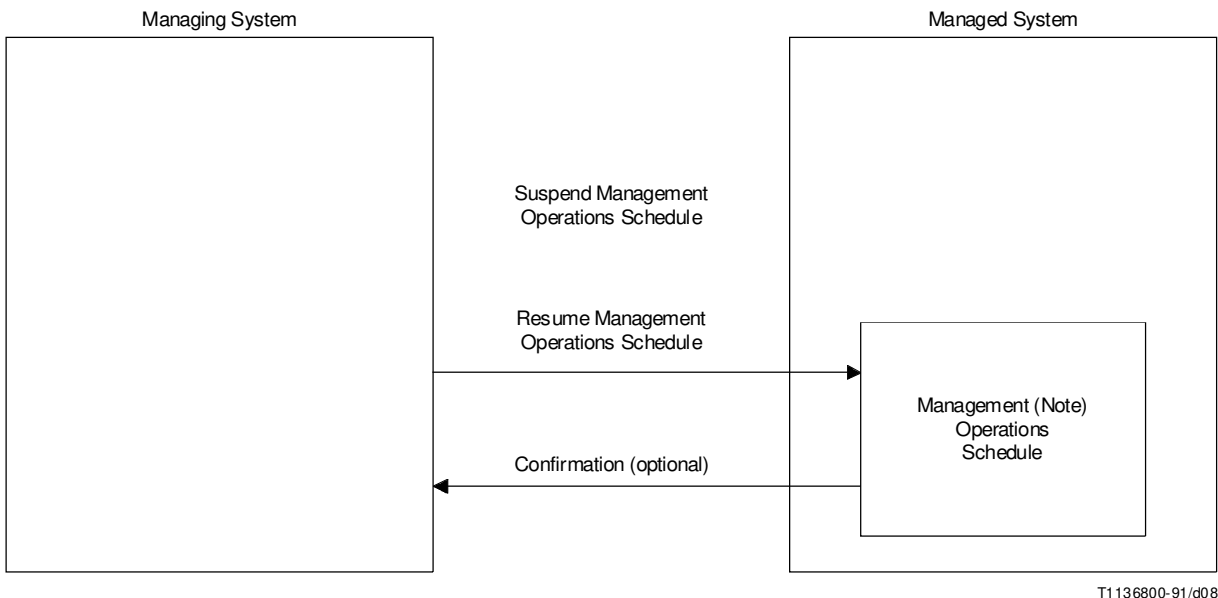 Managing System
Managed System
Suspend Management
Operations Schedule
Resume Management
Operations Schedule
Management (Note)
Operations
Schedule
Confirmation (optional)
T1136800-91/d08